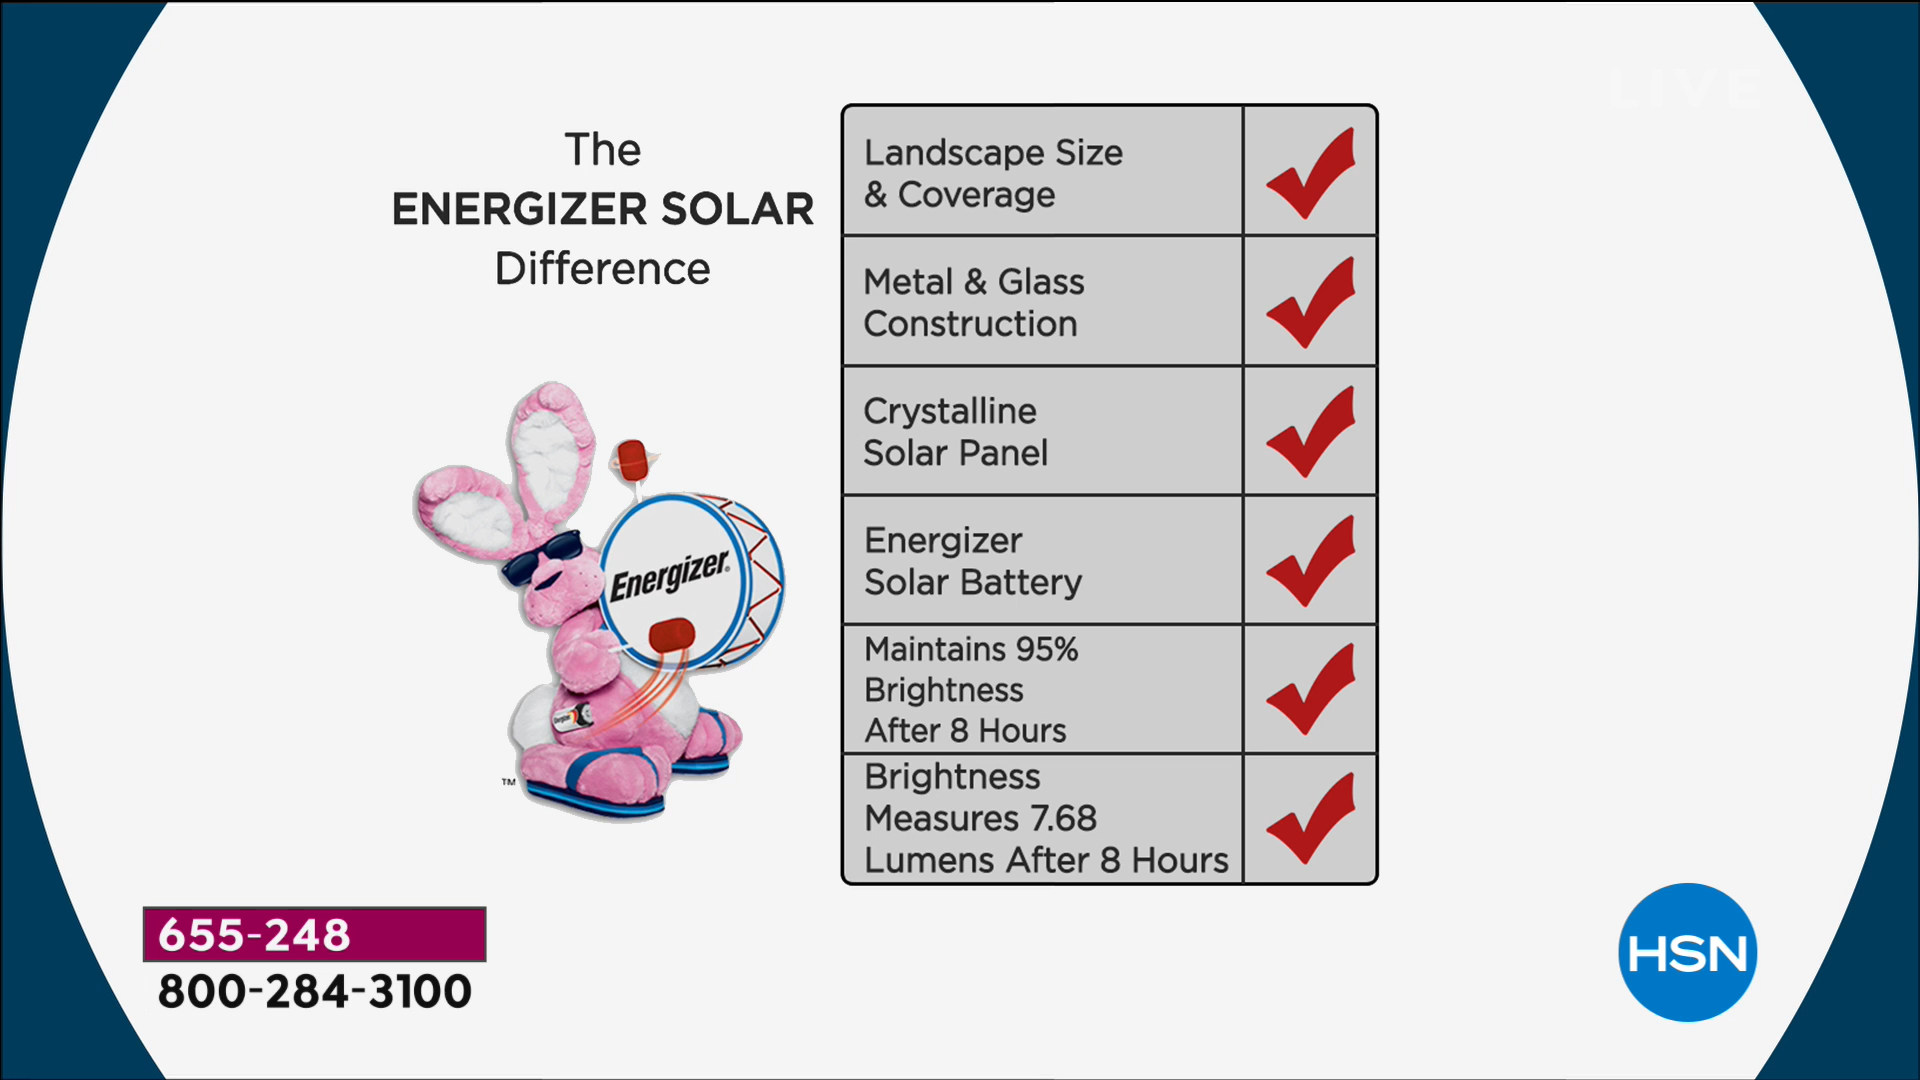 LIVE
The
ENERGIZER SOLAR
Difference
Landscape Size
& Coverage
Metal & Glass
Construction
Crystalline
Solar Panel
Energizer
Solar Battery
Maintains 95%
Brightness
After 8 Hours
Brightness
Measures 7.68
Lumens After 8 Hours
Energizer®
Energizer
™
655-248
800-284-3100
HSN